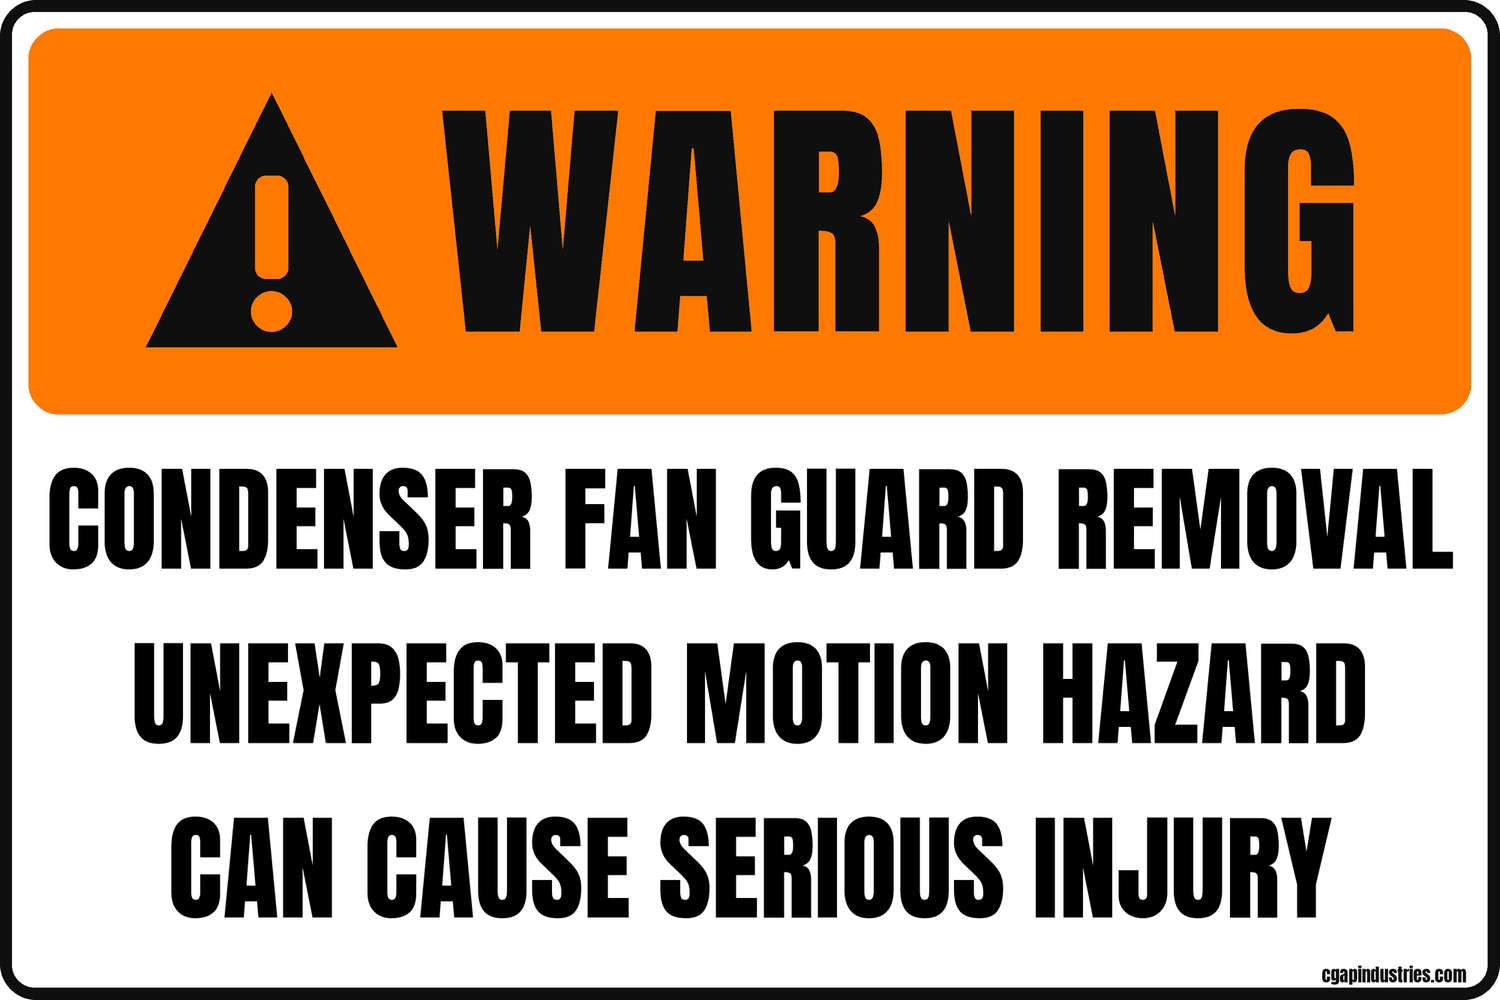 WARNING
CONDENSER FAN GUARD REMOVAL
UNEXPECTED MOTION HAZARD
CAN CAUSE SERIOUS INJURY
cgapindustries.com